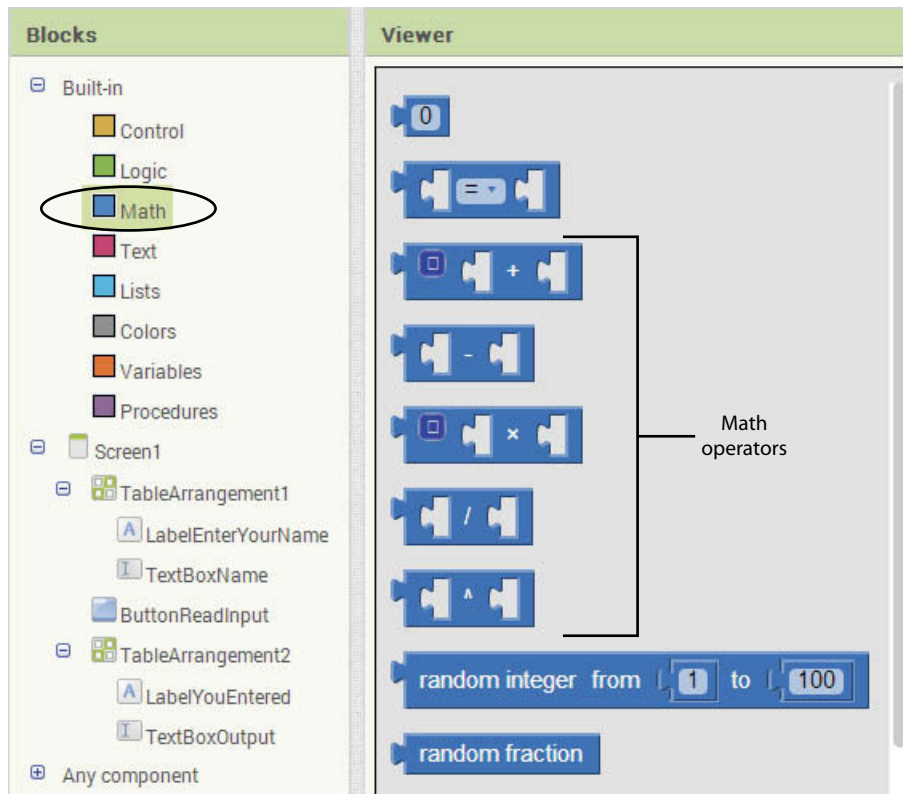 Blocks
Built-in
Control
Logic
Math
Text
Lists
Colors
Variables
Procedures
Screen1
TableArrangement1
LabelEnterYourName
TextBoxName
ButtonReadInput
TableArrangement2
LabelYouEntered
TextBoxOutput
Any component
Viewer
0
=
+
-
×
/
^
Math
operators
random integer from 1 to 100
random fraction